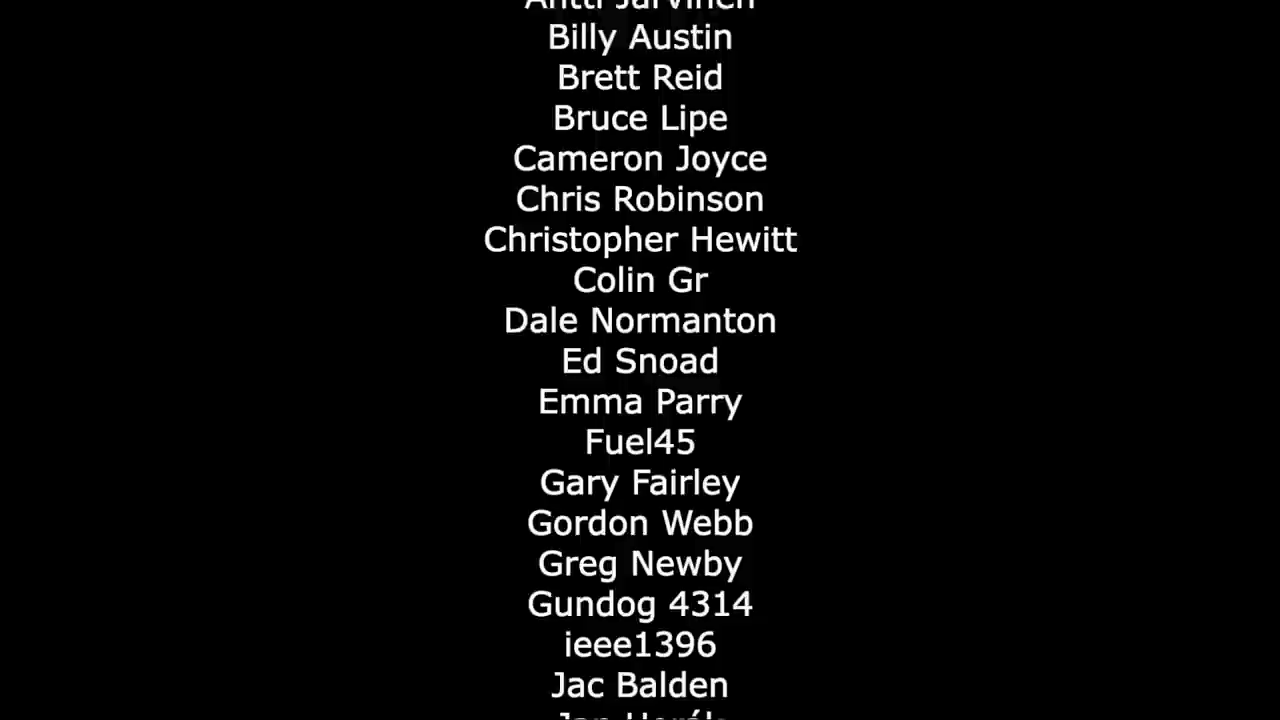 Billy Austin
Brett Reid
Bruce Lipe
Cameron Joyce
Chris Robinson
Christopher Hewitt
Colin Gr
Dale Normanton
Ed Snoad
Emma Parry
Fuel45
Gary Fairley
Gordon Webb
Greg Newby
Gundog 4314
ieee1396
Jac Balden